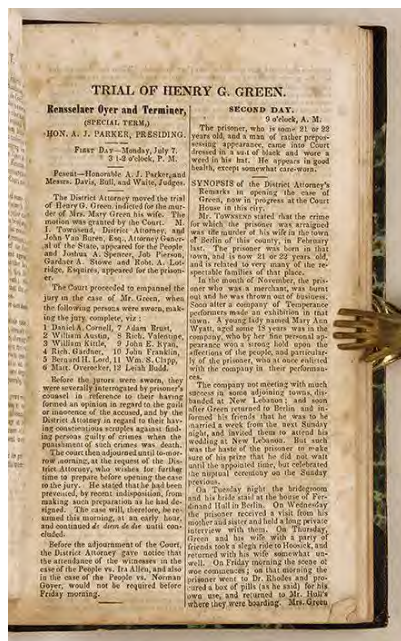 TRIAL OF HENRY G. GREEN.
Rensselaer Oyer and Terminer,
(SPECIAL TERM,)
HON. A. J. PARKER, PRESIDING.
FIRST DAY—Monday, July 7.
3 1-2 o'clock, P. M.
Pesent—Honorable A. J. Parker, and
Messrs. Davis, Bull, and Waite, Judges.
The District Attorney moved the trial
of Henry G. Green, indicted for the mur-
der of Mrs. Mary Green his wife. The
motion was granted by the Court. M.
I. Townsend, District Attorney, and
John Van Buren, Esq., Attorney Gener-
al of the State, appeared for the People
and Joshua A. Spencer, Job Pierson,
Gardner A. Stowe and Robt. A. Lot-
tridge, Esquires, appeared for the prison-
er.
The Court proceeded to empannel the
jury in the case of Mr. Green, when
the following persons were sworn, mak-
ing the jury, complete, viz:
1 Daniel A. Cornell, 7 Adam Rust,
2 William Austin, 8 Rich. Valentine,
3 William Kittle, 9 John E. Ryan,
4 Rich. Gardner, 10 John Franklin,
5 Bernard H. Lord, 11 Wm. S. Clapp,
6 Matt. Overocker, 12 Leigh Budd.
Before the jurors were sworn, they
were severally interrogated by prisoner's
counsel in reference to their having
formed an opinion in regard to the guilt
or innocence of the accused, and by the
District Attorney in regard to their hav-
ing conscientious scruples against find-
ing persons guilty of crimes when the
punishment of such crimes was death.
The court then adjourned until to-mor-
row morning, at the request of the Dis-
trict Attorney, who wishes for further
time to prepare before opening the case
to the jury. He stated that he had been
prevented, by recent indisposition, from
making such preparation as he had de-
signed. The case will, therefore, be re-
sumed this morning, at an early hour,
and continued de diem de die until con-
cluded.
Before the adjournment of the Court,
the District Attorney gave notice that
the attendance of the witnesses in the
case of the People vs. Ira Allen, and also
in the case of the People vs. Norman
Goyer, would not be required before
Friday morning.
SECOND DAY.
9 o'clock, A. M.
The prisoner, who is some 21 or 22
years old, and a man of rather prepos-
sessing appearance, came into Court
dressed in a suit of black and wore a
weed in his hat. He appears in good
health, except somewhat care-worn.
SYNOPSIS of the District Attorney's
Remarks in opening the case of
Green, now in progress at the Court
House in this city.
Mr. TOWNSEND stated that the crime
for which the prisoner was arraigned
was the murder of his wife in the town
of Berlin of this county, in February
last. The prisoner was born in that
town, and is now 21 or 22 years old,
and is related to very many of the res-
pectable families of that place.
In the month of November, the pris-
oner who was a merchant, was burnt
out and was thrown out of business.
Soon after a company of Temperance
performers made an exhibition in that
town. A young lady named Mary Ann
Wyatt, aged some 18 years was in the
company, who by her fine personal ap-
pearance won a strong hold upon the
affections of the people, and particular-
ly of the prisoner, who at once enlisted
with the company in their performan-
ces.
The company not meeting with much
success in some adjoining towns, dis-
banded at New Lebanon; and soon
after Green returned to Berlin and in-
formed his friends that he was to be
married a week from the next Sunday
night, and invited them to attend his
wedding at New Lebanon. But such
was the haste of the prisoner to make
sure of his prize that he did not wait
until the appointed time, but celebrated
the nuptial ceremony on the Sunday
previous.
On Tuesday night the bridegroom
and his bride staid at the house of Fer-
dinand Hull in Berlin. On Wednesday
the prisoner received a visit from his
mother and sister and held a long private
interview with them. On Thursday,
Green and his wife with a party of
friends took a slegh ride to Hoosick, and
returned with his wife somewhat un-
well. On Friday morning the scene of
woe commences; on that morning the
prisoner went to Dr. Rhodes and pro-
cured a box of pills (as he said) for his
own use, and returned to Mr. Hull's
where they were boarding. Mrs. Green